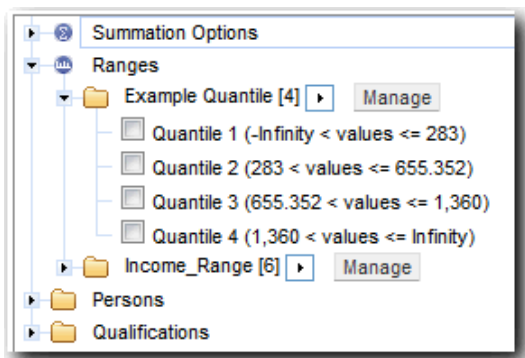 Summation Options
Ranges
Example Quantile [4] Manage
Quantile 1 (-Infinity < values <= 283)
Quantile 2 (283 < values <= 655.352)
Quantile 3 (655.352 < values <= 1,360)
Quantile 4 (1,360 < values <= Infinity)
Income_Range [6] Manage
Persons
Qualifications